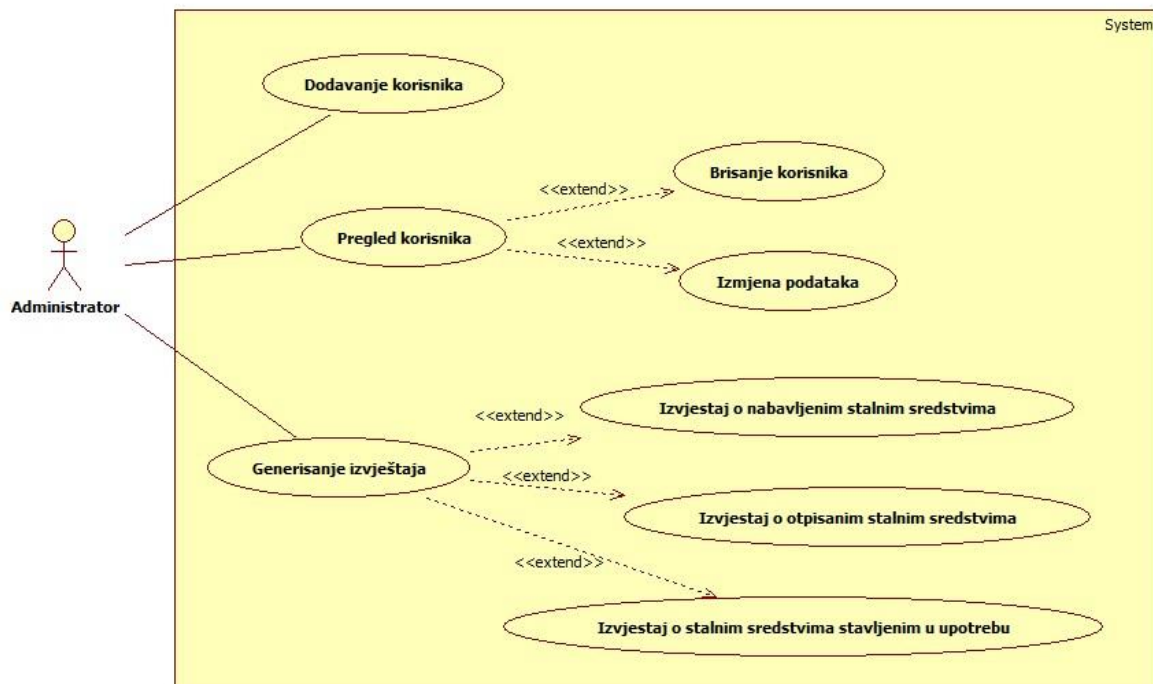 System
Dodavanje korisnika
Brisanje korisnika
<<extend>>
Pregled korisnika
<<extend>>
Izmjena podataka
Administrator
Izvjestaj o nabavljenim stalnim sredstvima
<<extend>>
Generisanje izvještaja
<<extend>>
Izvjestaj o otpisanim stalnim sredstvima
<<extend>>
Izvjestaj o stalnim sredstvima stavljenim u upotrebu